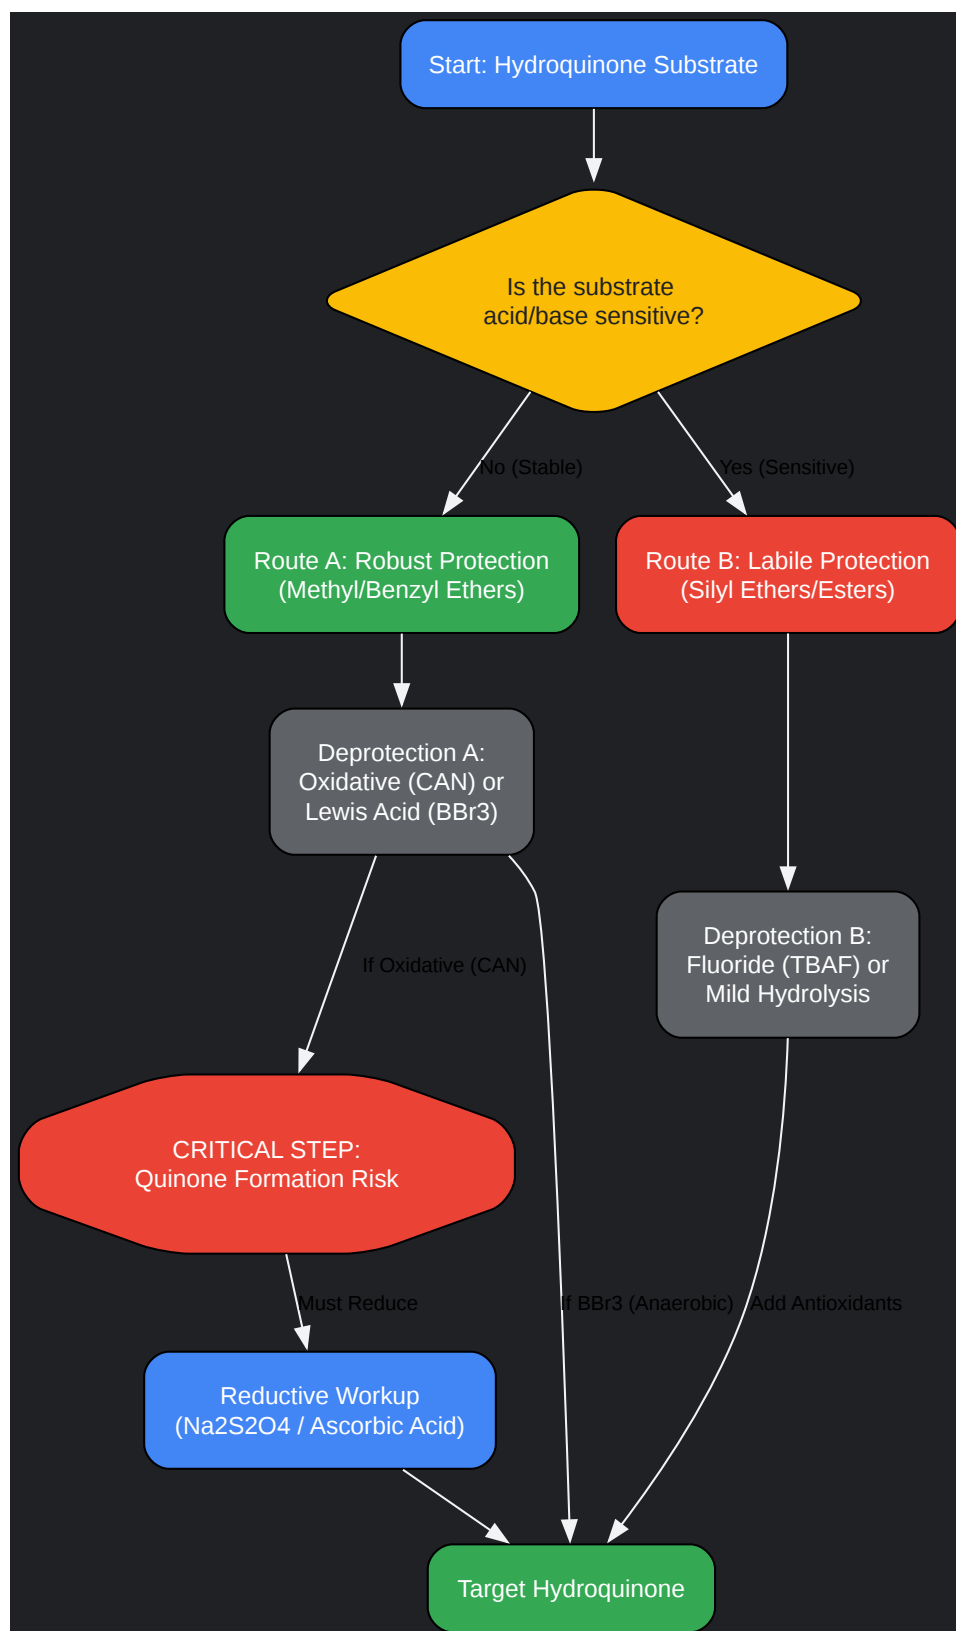 Start: Hydroquinone Substrate
Is the substrate
acid/base sensitive?
No (Stable)
Yes (Sensitive)
Route A: Robust Protection
(Methyl/Benzyl Ethers)
Route B: Labile Protection
(Silyl Ethers/Esters)
Deprotection A:
Oxidative (CAN) or
Lewis Acid (BBr3)
Deprotection B:
Fluoride (TBAF) or
Mild Hydrolysis
If Oxidative (CAN)
CRITICAL STEP:
Quinone Formation Risk
Must Reduce
If BBr3 (Anaerobic)
Add Antioxidants
Reductive Workup
(Na2S2O4 / Ascorbic Acid)
Target Hydroquinone